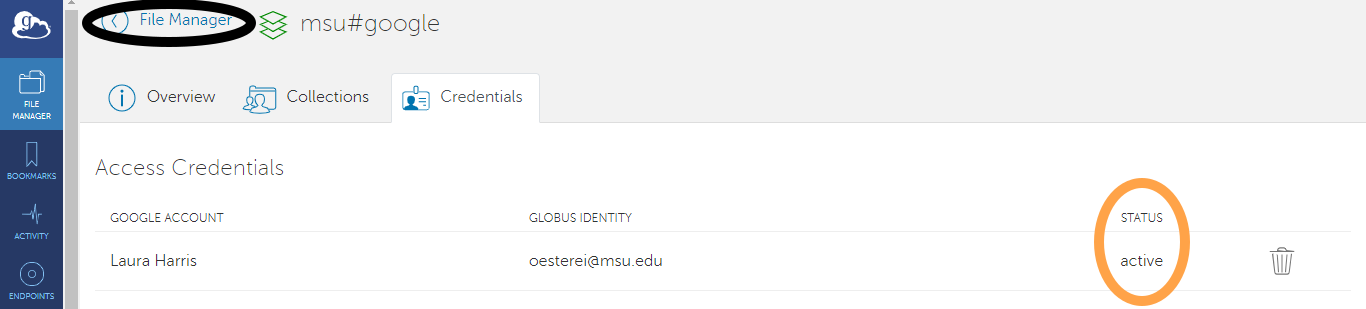 g
File Manager
msu#google
FILE
MANAGER
BOOKMARKS
ACTIVITY
ENDPOINTS
Overview
Collections
Credentials
Access Credentials
GOOGLE ACCOUNT
GLOBUS IDENTITY
STATUS
Laura Harris
oesterei@msu.edu
active